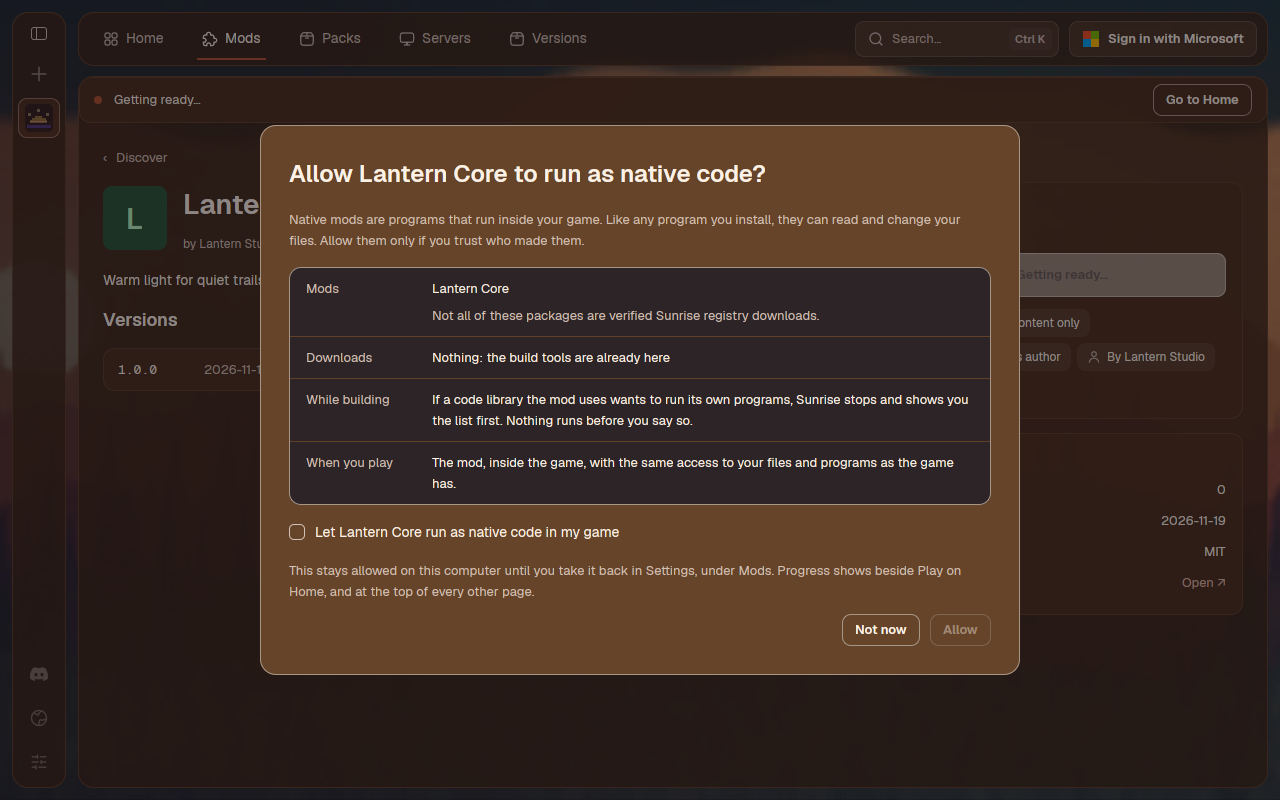 Home
Mods
Packs
Servers
Versions
Search...
Ctrl K
Sign in with Microsoft
Getting ready...
Go to Home
‹ Discover
L
Lante
by Lantern Stu
Warm light for quiet trails
Versions
1.0.0
2026-11-1
Allow Lantern Core to run as native code?
Native mods are programs that run inside your game. Like any program you install, they can read and change your
files. Allow them only if you trust who made them.
Mods
Lantern Core
Not all of these packages are verified Sunrise registry downloads.
Downloads
Nothing: the build tools are already here
While building
If a code library the mod uses wants to run its own programs, Sunrise stops and shows you
the list first. Nothing runs before you say so.
When you play
The mod, inside the game, with the same access to your files and programs as the game
has.
Let Lantern Core run as native code in my game
This stays allowed on this computer until you take it back in Settings, under Mods. Progress shows beside Play on
Home, and at the top of every other page.
Not now
Allow
Getting ready...
ontent only
s author
By Lantern Studio
0
2026-11-19
MIT
Open ↗